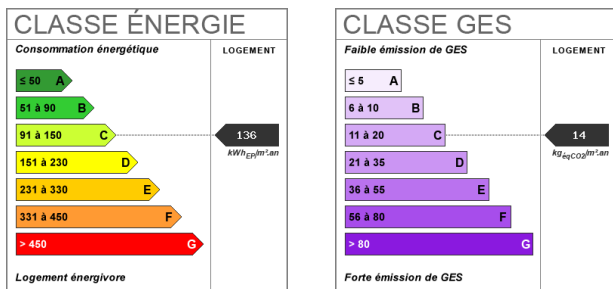 CLASSE ÉNERGIE
Consommation énergétique
LOGEMENT
≤ 50 A
51 à 90 B
91 à 150 C
136
kWhEP/m².an
151 à 230 D
231 à 330 E
331 à 450 F
> 450 G
Logement énergivore
CLASSE GES
Faible émission de GES
LOGEMENT
≤ 5 A
6 à 10 B
11 à 20 C
14
kgéqCO2/m².an
21 à 35 D
36 à 55 E
56 à 80 F
> 80 G
Forte émission de GES